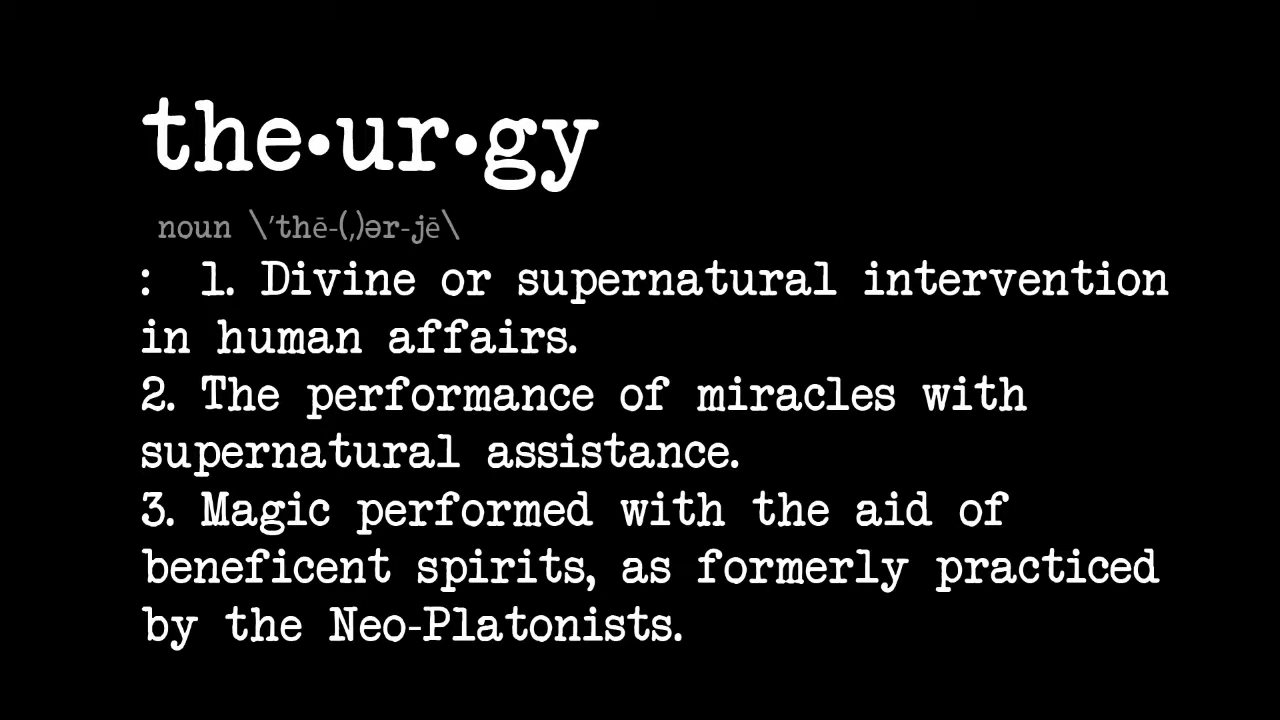 the•ur•gy
noun \ˈthē-(ˌ)ər-jē\
: 1. Divine or supernatural intervention
in human affairs.
2. The performance of miracles with
supernatural assistance.
3. Magic performed with the aid of
beneficent spirits, as formerly practiced
by the Neo-Platonists.